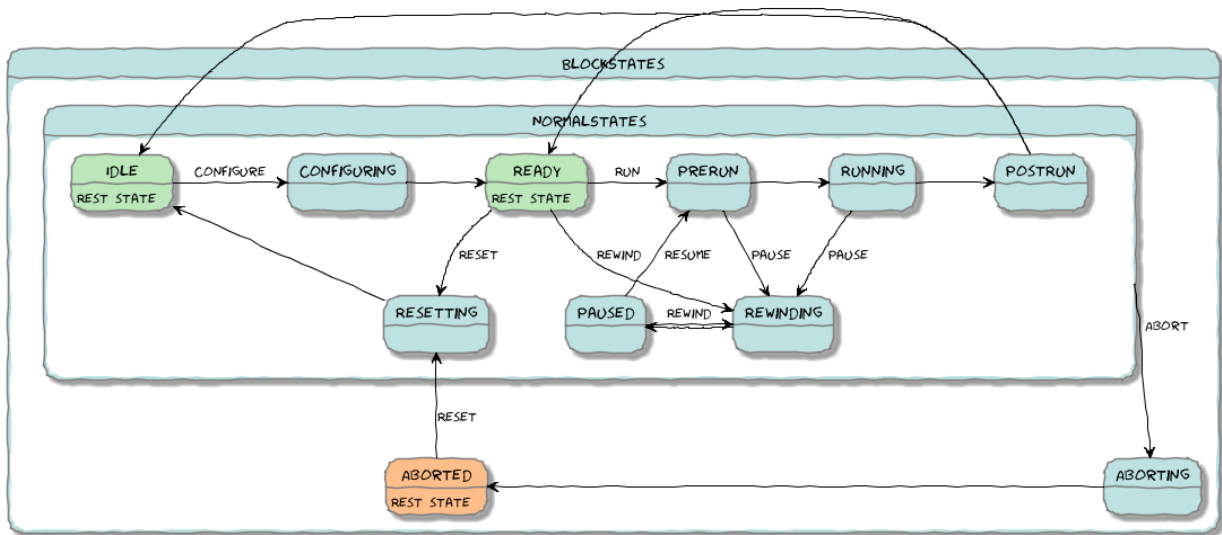 BLOCKSTATES
NORMALSTATES
IDLE
REST STATE
CONFIGURE
CONFIGURING
READY
REST STATE
RUN
PRERUN
RUNNING
POSTRUN
RESET
REWIND
RESUME
PAUSE
PAUSE
RESETTING
PAUSED
REWIND
REWINDING
ABORT
RESET
ABORTED
REST STATE
ABORTING